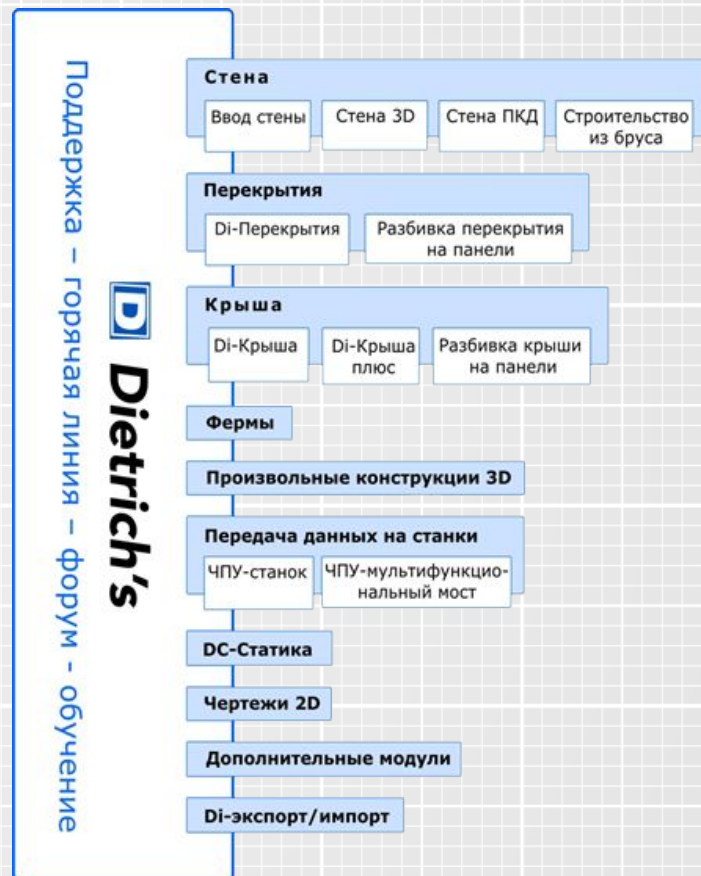 Поддержка – горячая линия – форум - обучение
D Dietrich's
Стена
Ввод стены
Стена 3D
Стена ПКД
Строительство
из бруса
Перекрытия
Di-Перекрытия
Разбивка перекрытия
на панели
Крыша
Di-Крыша
Di-Крыша
плюс
Разбивка крыши
на панели
Фермы
Произвольные конструкции 3D
Передача данных на станки
ЧПУ-станок
ЧПУ-мультифункцио-
нальный мост
DC-Статика
Чертежи 2D
Дополнительные модули
Di-экспорт/импорт